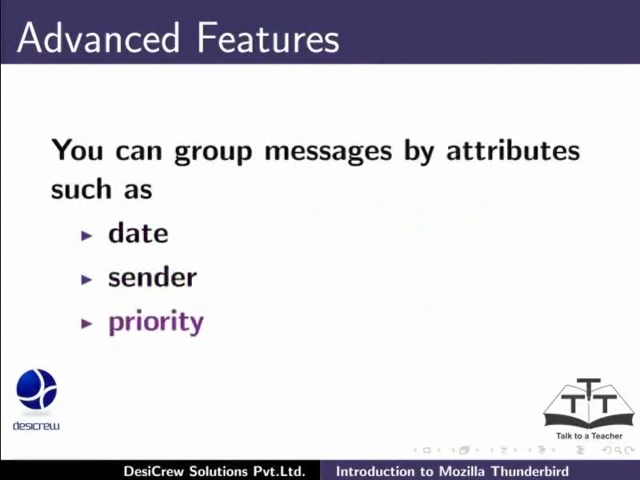 Advanced Features
You can group messages by attributes
such as
date
sender
priority
desicrew
TTT
Talk to a Teacher
DesiCrew Solutions Pvt.Ltd. Introduction to Mozilla Thunderbird